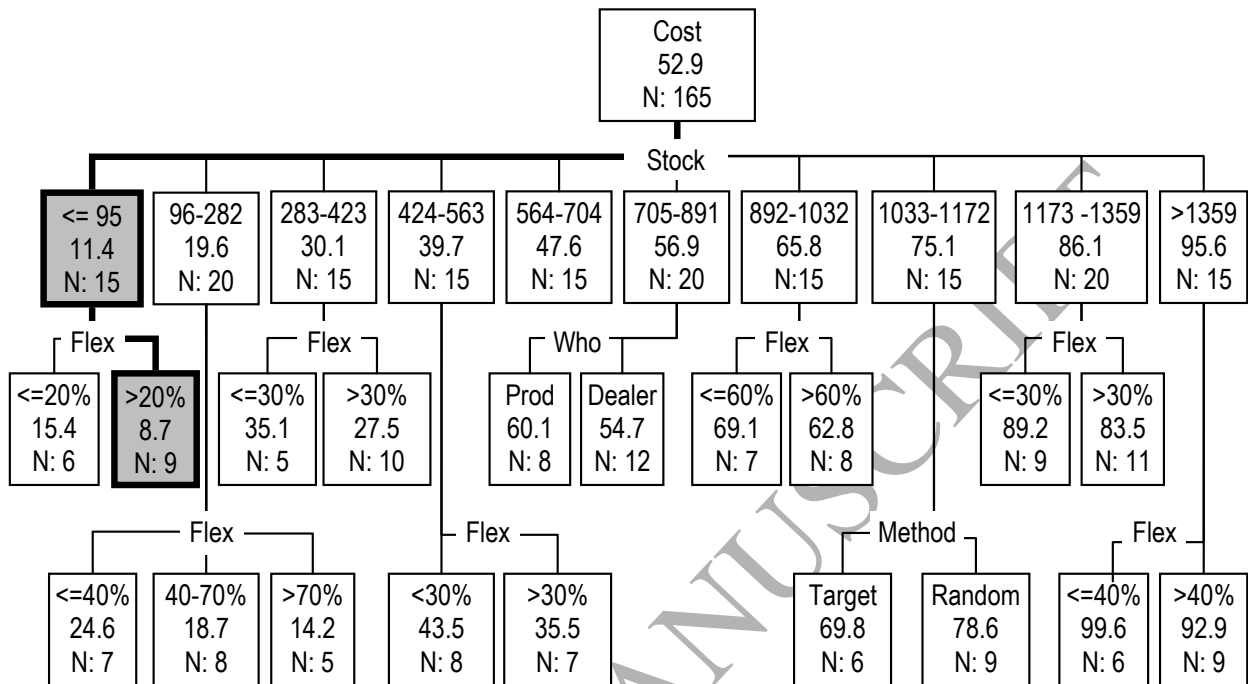 Cost
52.9
N: 165
Stock
<= 95
11.4
N: 15
96-282
19.6
N: 20
283-423
30.1
N: 15
424-563
39.7
N: 15
564-704
47.6
N: 15
705-891
56.9
N: 20
892-1032
65.8
N:15
1033-1172
75.1
N: 15
1173 -1359
86.1
N: 20
>1359
95.6
N: 15
Flex
Flex
Who
Flex
Flex
<=20%
15.4
N: 6
>20%
8.7
N: 9
<=30%
35.1
N: 5
>30%
27.5
N: 10
Prod
60.1
N: 8
Dealer
54.7
N: 12
<=60%
69.1
N: 7
>60%
62.8
N: 8
<=30%
89.2
N: 9
>30%
83.5
N: 11
Flex
Flex
Method
Flex
<=40%
24.6
N: 7
40-70%
18.7
N: 8
>70%
14.2
N: 5
<30%
43.5
N: 8
>30%
35.5
N: 7
Target
69.8
N: 6
Random
78.6
N: 9
<=40%
99.6
N: 6
>40%
92.9
N: 9
ANUSCRIPT